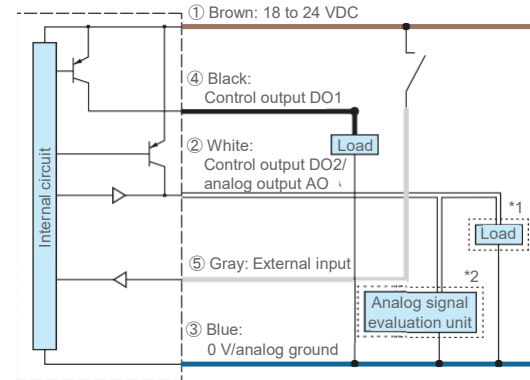 ① Brown: 18 to 24 VDC
④ Black:
Control output DO1
Load
② White:
Control output DO2/
analog output AO
*1
Load
Internal circuit
⑤ Gray: External input
*2
Analog signal
evaluation unit
③ Blue:
0 V/analog ground